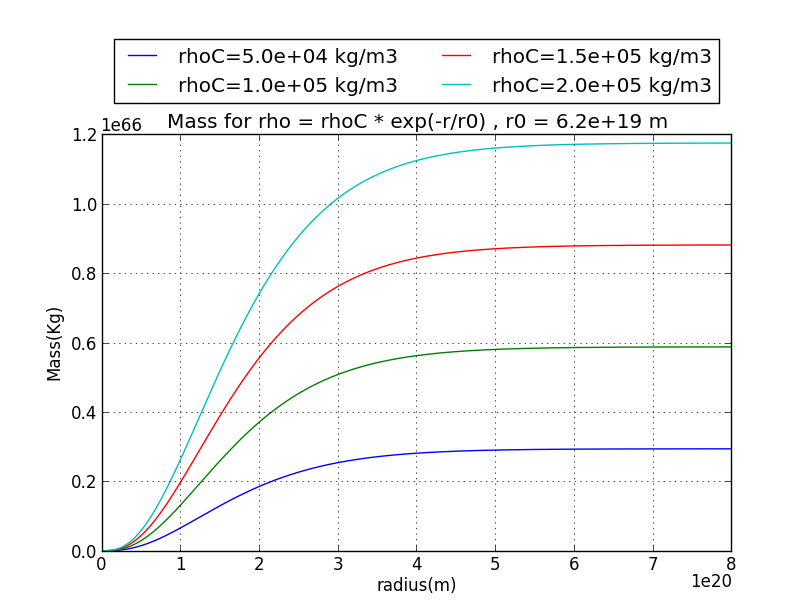 rhoC=5.0e+04 kg/m3 rhoC=1.5e+05 kg/m3
rhoC=1.0e+05 kg/m3 rhoC=2.0e+05 kg/m3
1e66 Mass for rho = rhoC * exp(-r/r0) , r0 = 6.2e+19 m
1.2
1.0
0.8
0.6
0.4
0.2
0.0
Mass(Kg)
0 1 2 3 4 5 6 7 8
radius(m) 1e20